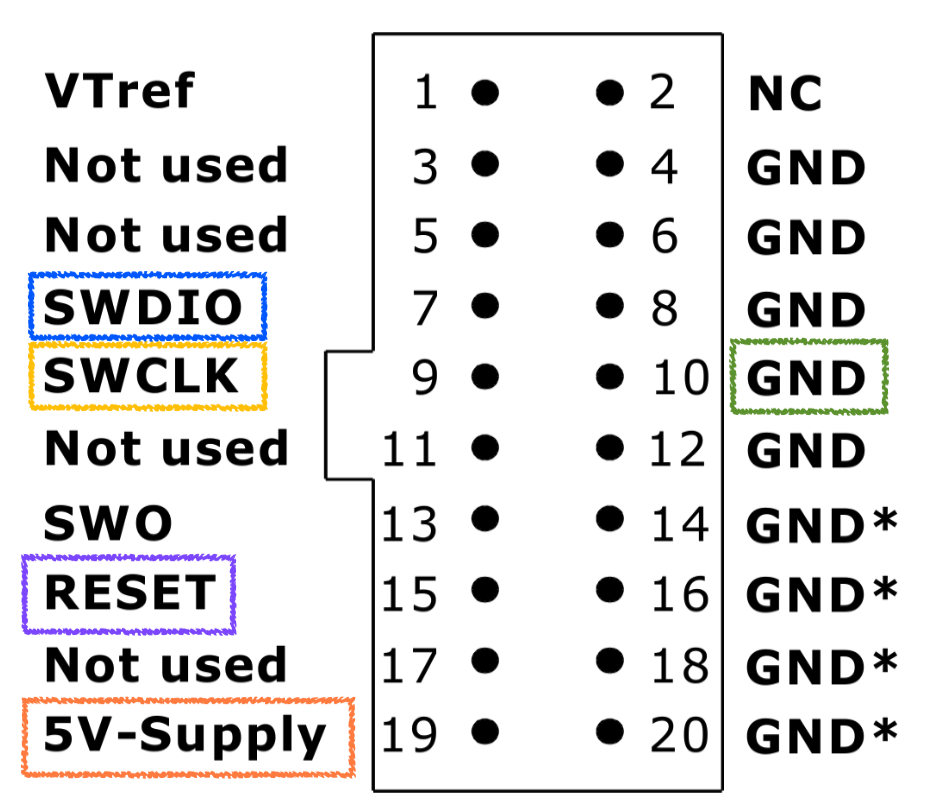 VTref 1 2 NC
Not used 3 4 GND
Not used 5 6 GND
SWDIO 7 8 GND
SWCLK 9 10 GND
Not used 11 12 GND
SWO 13 14 GND*
RESET 15 16 GND*
Not used 17 18 GND*
5V-Supply 19 20 GND*